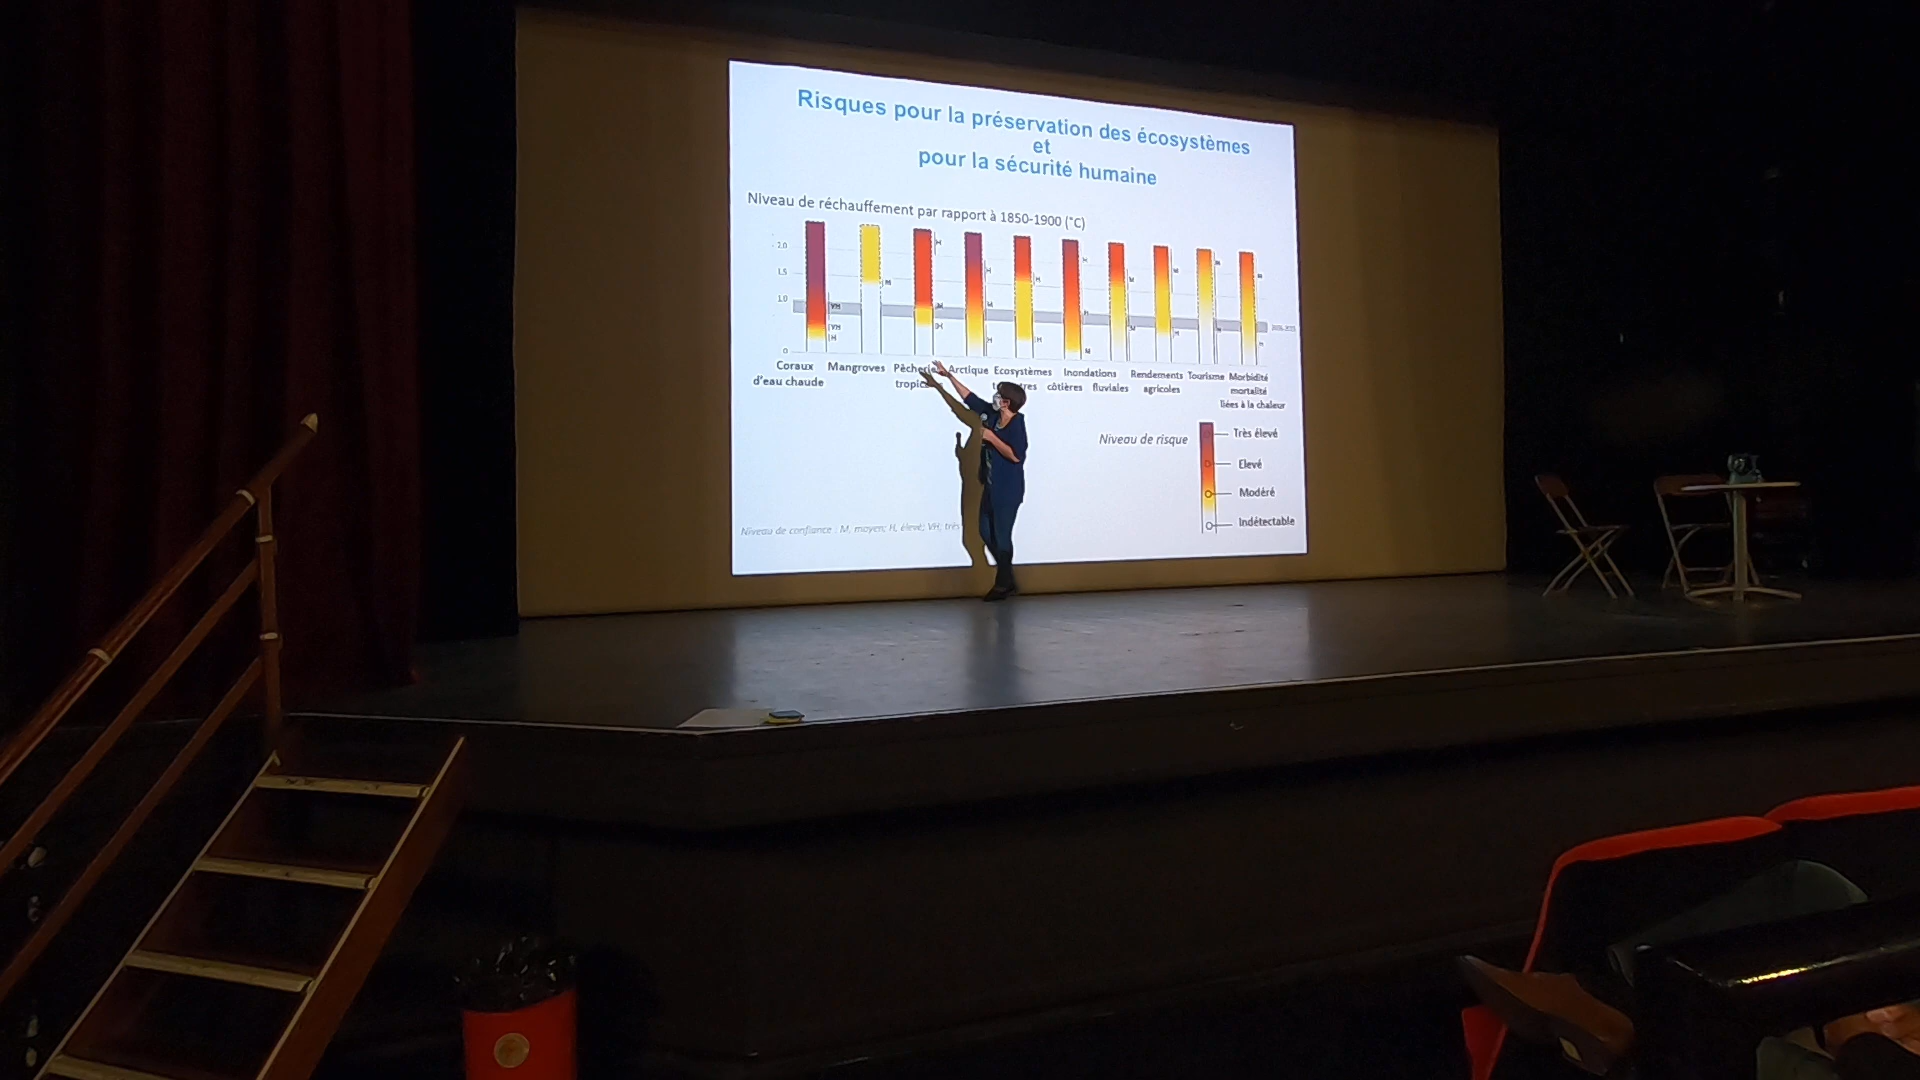 Risques pour la préservation des écosystèmes
et
pour la sécurité humaine
Niveau de réchauffement par rapport à 1850-1900 (°C)
2.0
1.5
1.0
0
H
M
H
H
H
M
M
M
M
M
VH
M
M
H
VH
H
H
H
H
M
M
H
H
Coraux
d'eau chaude
Mangroves
Pêcheries
Arctique
Ecosystèmes
côtières
Inondations
fluviales
Rendements
agricoles
Tourisme
Morbidité
mortalité
liées à la chaleur
Niveau de risque
Très élevé
Elevé
Modéré
Indétectable
Niveau de confiance : M, moyen; H, élevé; VH, très